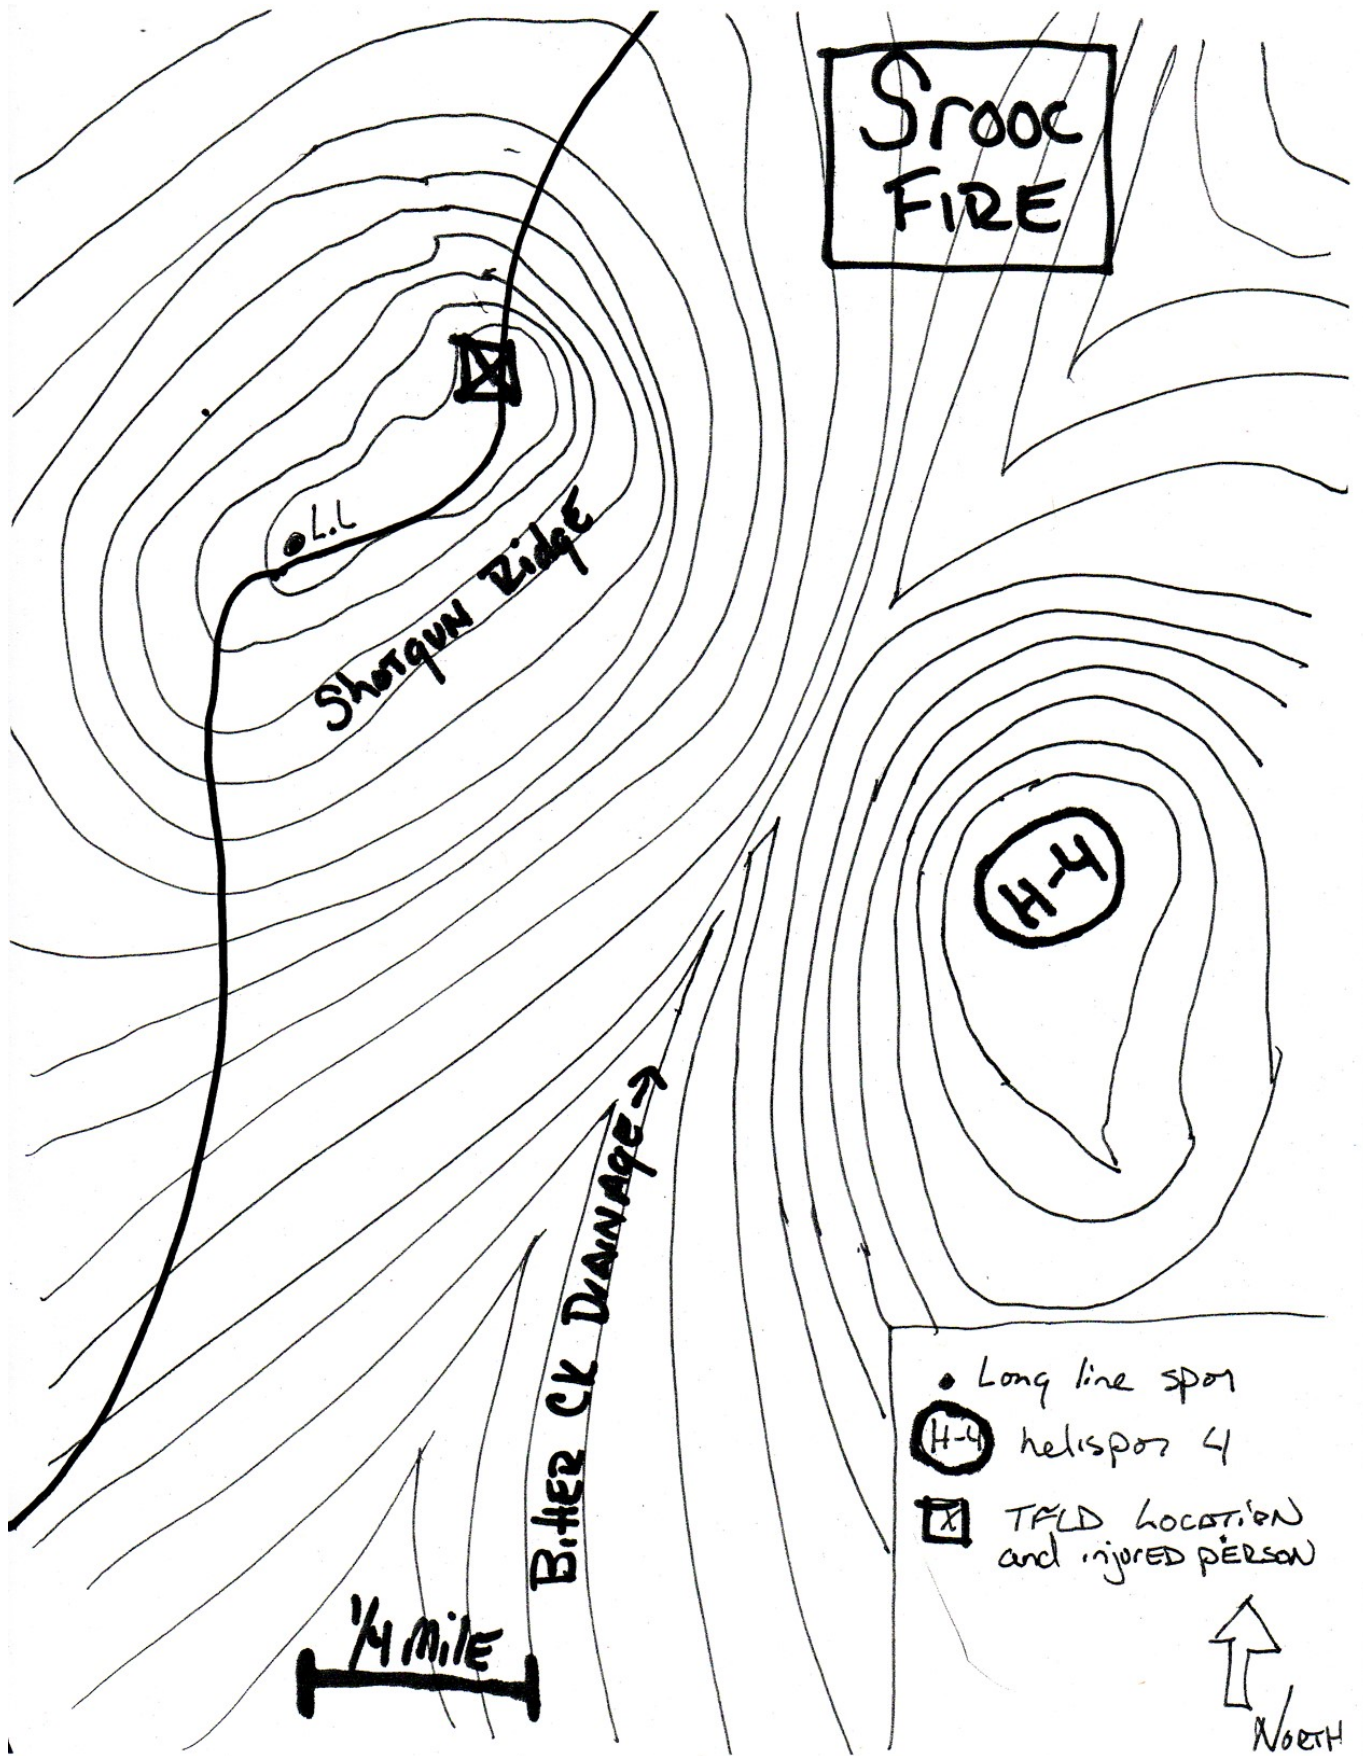 Srooc
FIRE
L.L
Shotgun Ridge
H-4
Bitter CK Drainage →
Long line spot
H-4 helispot 4
X TFLD Location
and injured person
1/4 Mile
North